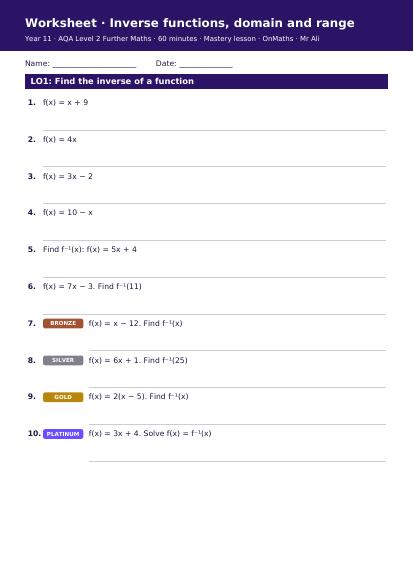 Worksheet · Inverse functions, domain and range
Year 11 · AQA Level 2 Further Maths · 60 minutes · Mastery lesson · OnMaths · Mr Ali
Name: ______________________ Date: ______________
LO1: Find the inverse of a function
1. f(x) = x + 9
2. f(x) = 4x
3. f(x) = 3x − 2
4. f(x) = 10 − x
5. Find f⁻¹(x): f(x) = 5x + 4
6. f(x) = 7x − 3. Find f⁻¹(11)
7. BRONZE f(x) = x − 12. Find f⁻¹(x)
8. SILVER f(x) = 6x + 1. Find f⁻¹(25)
9. GOLD f(x) = 2(x − 5). Find f⁻¹(x)
10. PLATINUM f(x) = 3x + 4. Solve f(x) = f⁻¹(x)